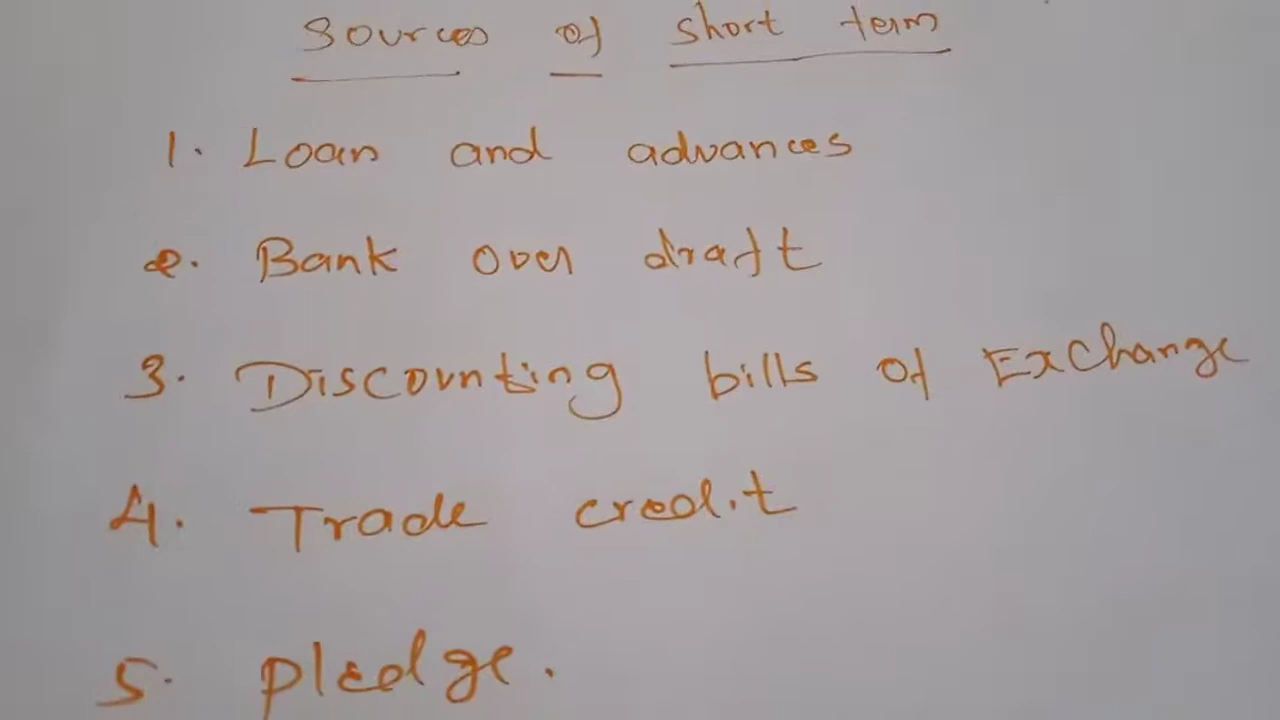 Sources of short term
1. Loan and advances
2. Bank over draft
3. Discounting bills of Exchange
4. Trade credit
5. pledge.